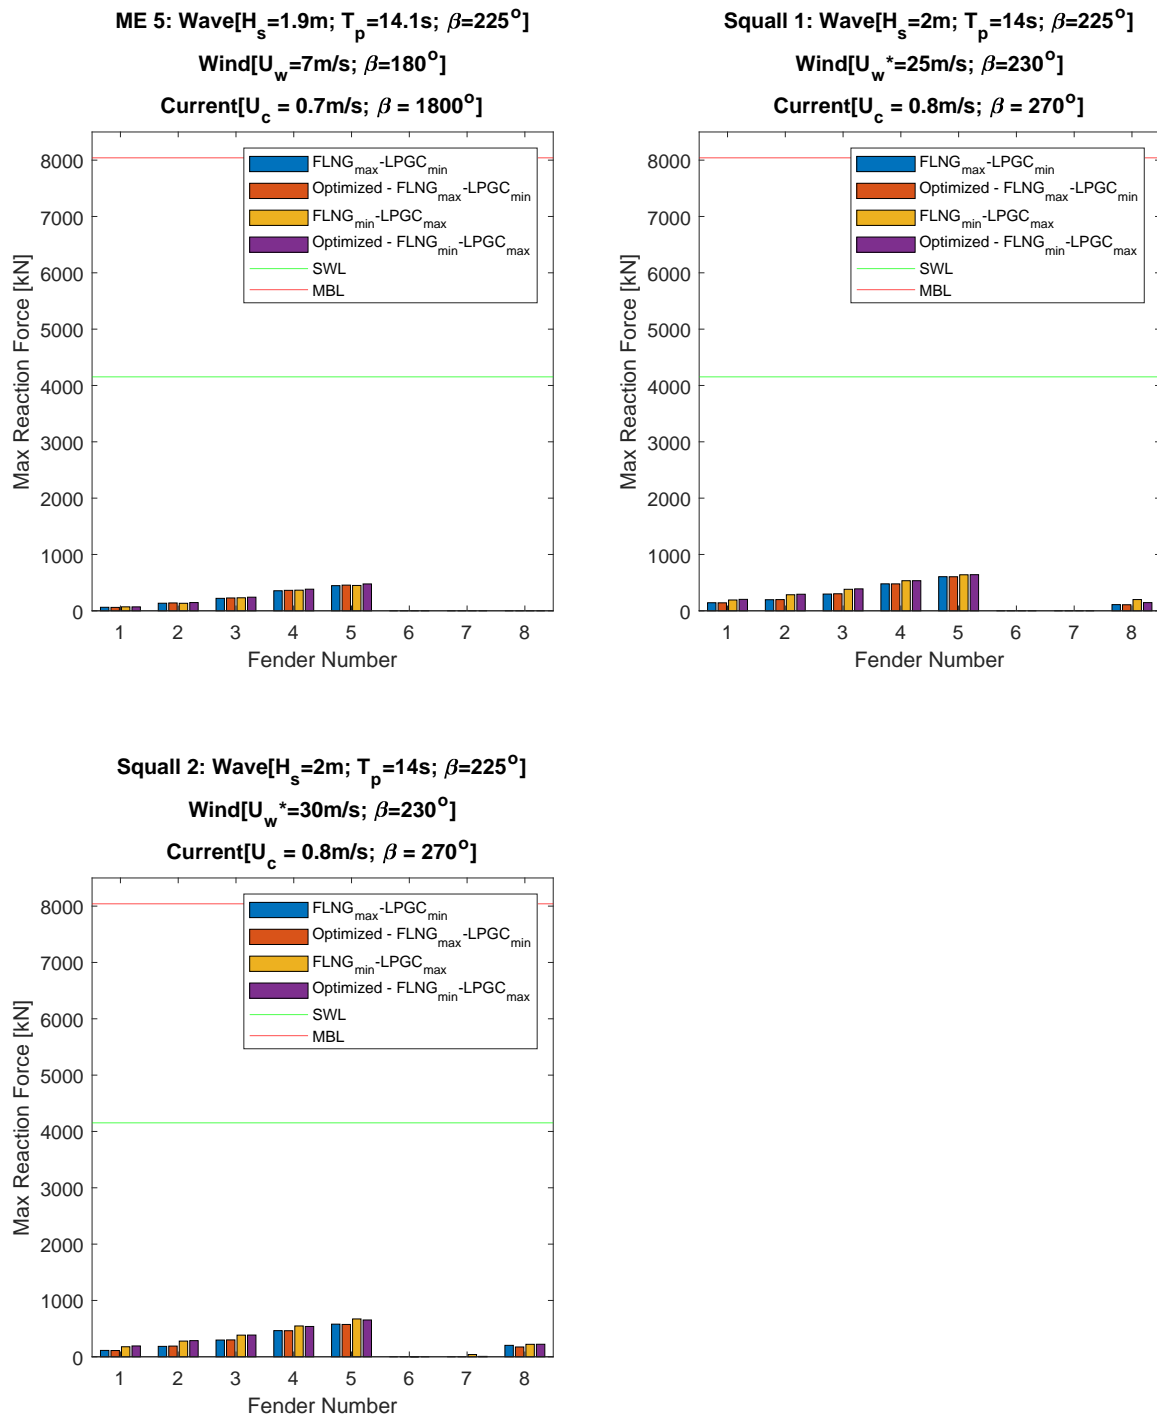 ME 5: Wave[H_s=1.9m; T_p=14.1s; β=225^o]
Wind[U_w=7m/s; β=180^o]
Current[U_c = 0.7m/s; β = 1800^o]
8000
7000
6000
5000
4000
3000
2000
1000
0
Max Reaction Force [kN]
FLNG_max-LPGC_min
Optimized - FLNG_max-LPGC_min
FLNG_min-LPGC_max
Optimized - FLNG_min-LPGC_max
SWL
MBL
1 2 3 4 5 6 7 8
Fender Number
Squall 1: Wave[H_s=2m; T_p=14s; β=225^o]
Wind[U_w*=25m/s; β=230^o]
Current[U_c = 0.8m/s; β = 270^o]
8000
7000
6000
5000
4000
3000
2000
1000
0
Max Reaction Force [kN]
FLNG_max-LPGC_min
Optimized - FLNG_max-LPGC_min
FLNG_min-LPGC_max
Optimized - FLNG_min-LPGC_max
SWL
MBL
1 2 3 4 5 6 7 8
Fender Number
Squall 2: Wave[H_s=2m; T_p=14s; β=225^o]
Wind[U_w*=30m/s; β=230^o]
Current[U_c = 0.8m/s; β = 270^o]
8000
7000
6000
5000
4000
3000
2000
1000
0
Max Reaction Force [kN]
FLNG_max-LPGC_min
Optimized - FLNG_max-LPGC_min
FLNG_min-LPGC_max
Optimized - FLNG_min-LPGC_max
SWL
MBL
1 2 3 4 5 6 7 8
Fender Number